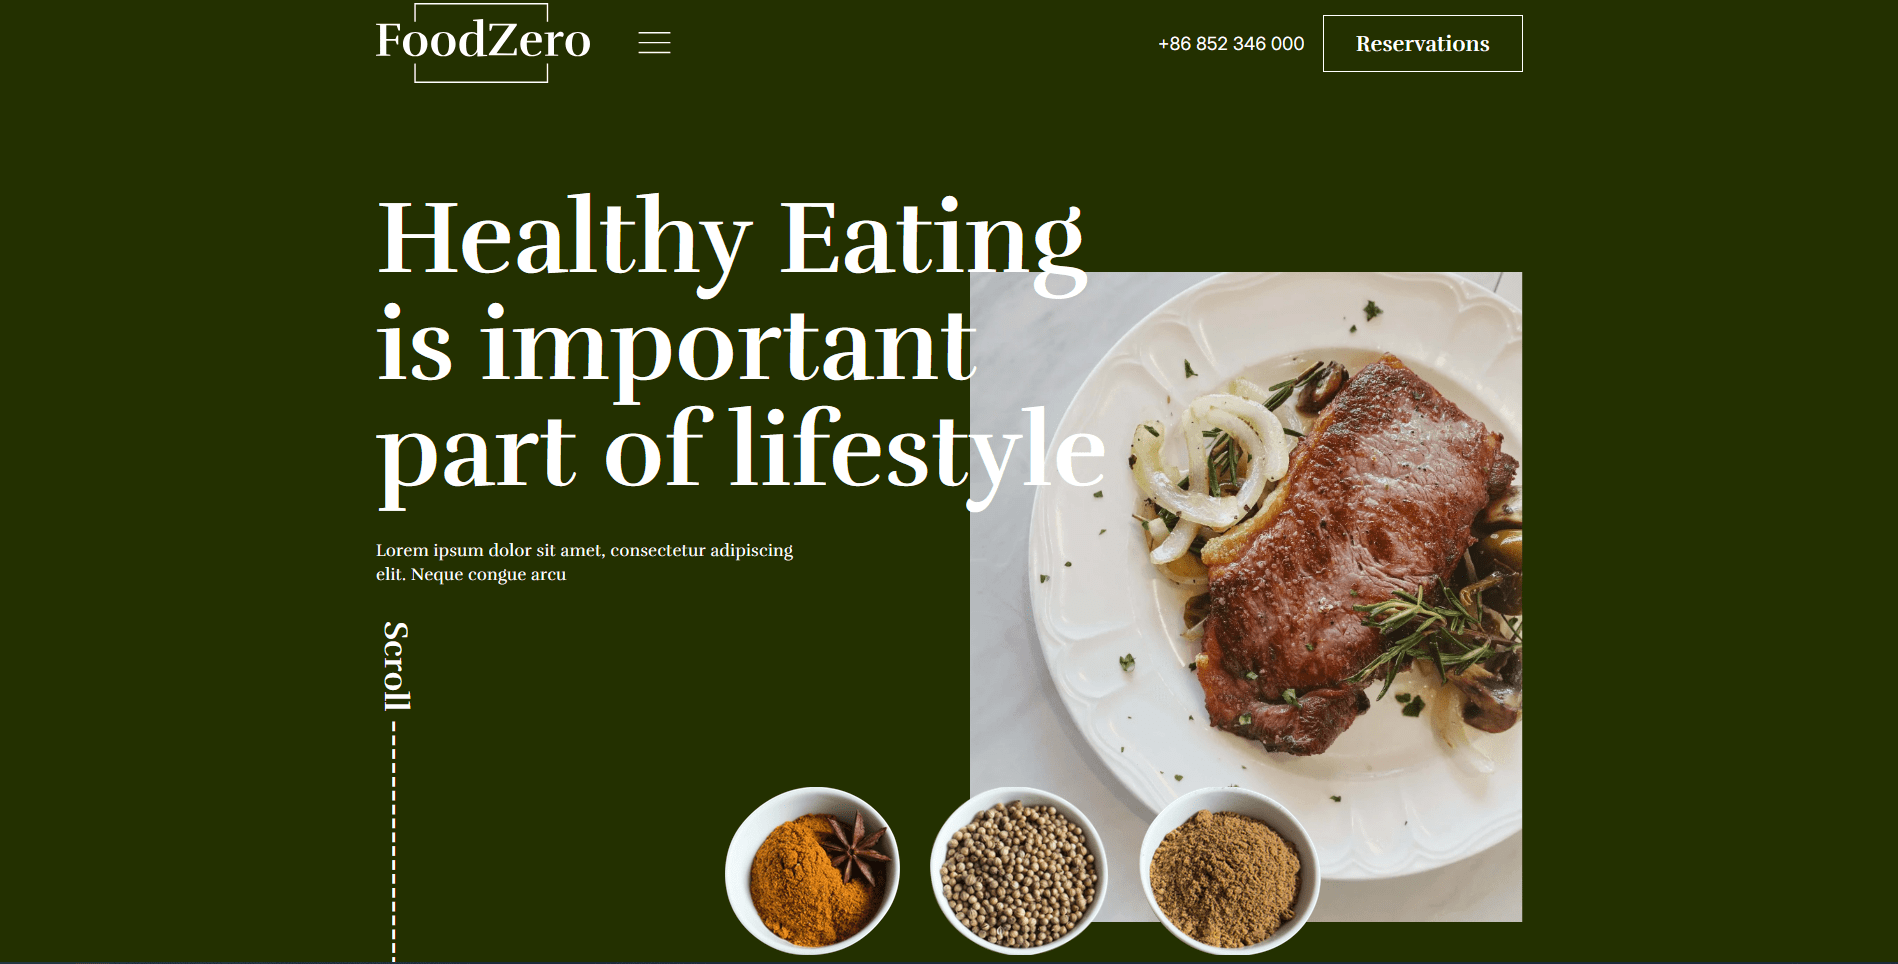 FoodZero
+86 852 346 000
Reservations
Healthy Eating
is important
part of lifestyle
Lorem ipsum dolor sit amet, consectetur adipiscing
elit. Neque congue arcu
Scroll